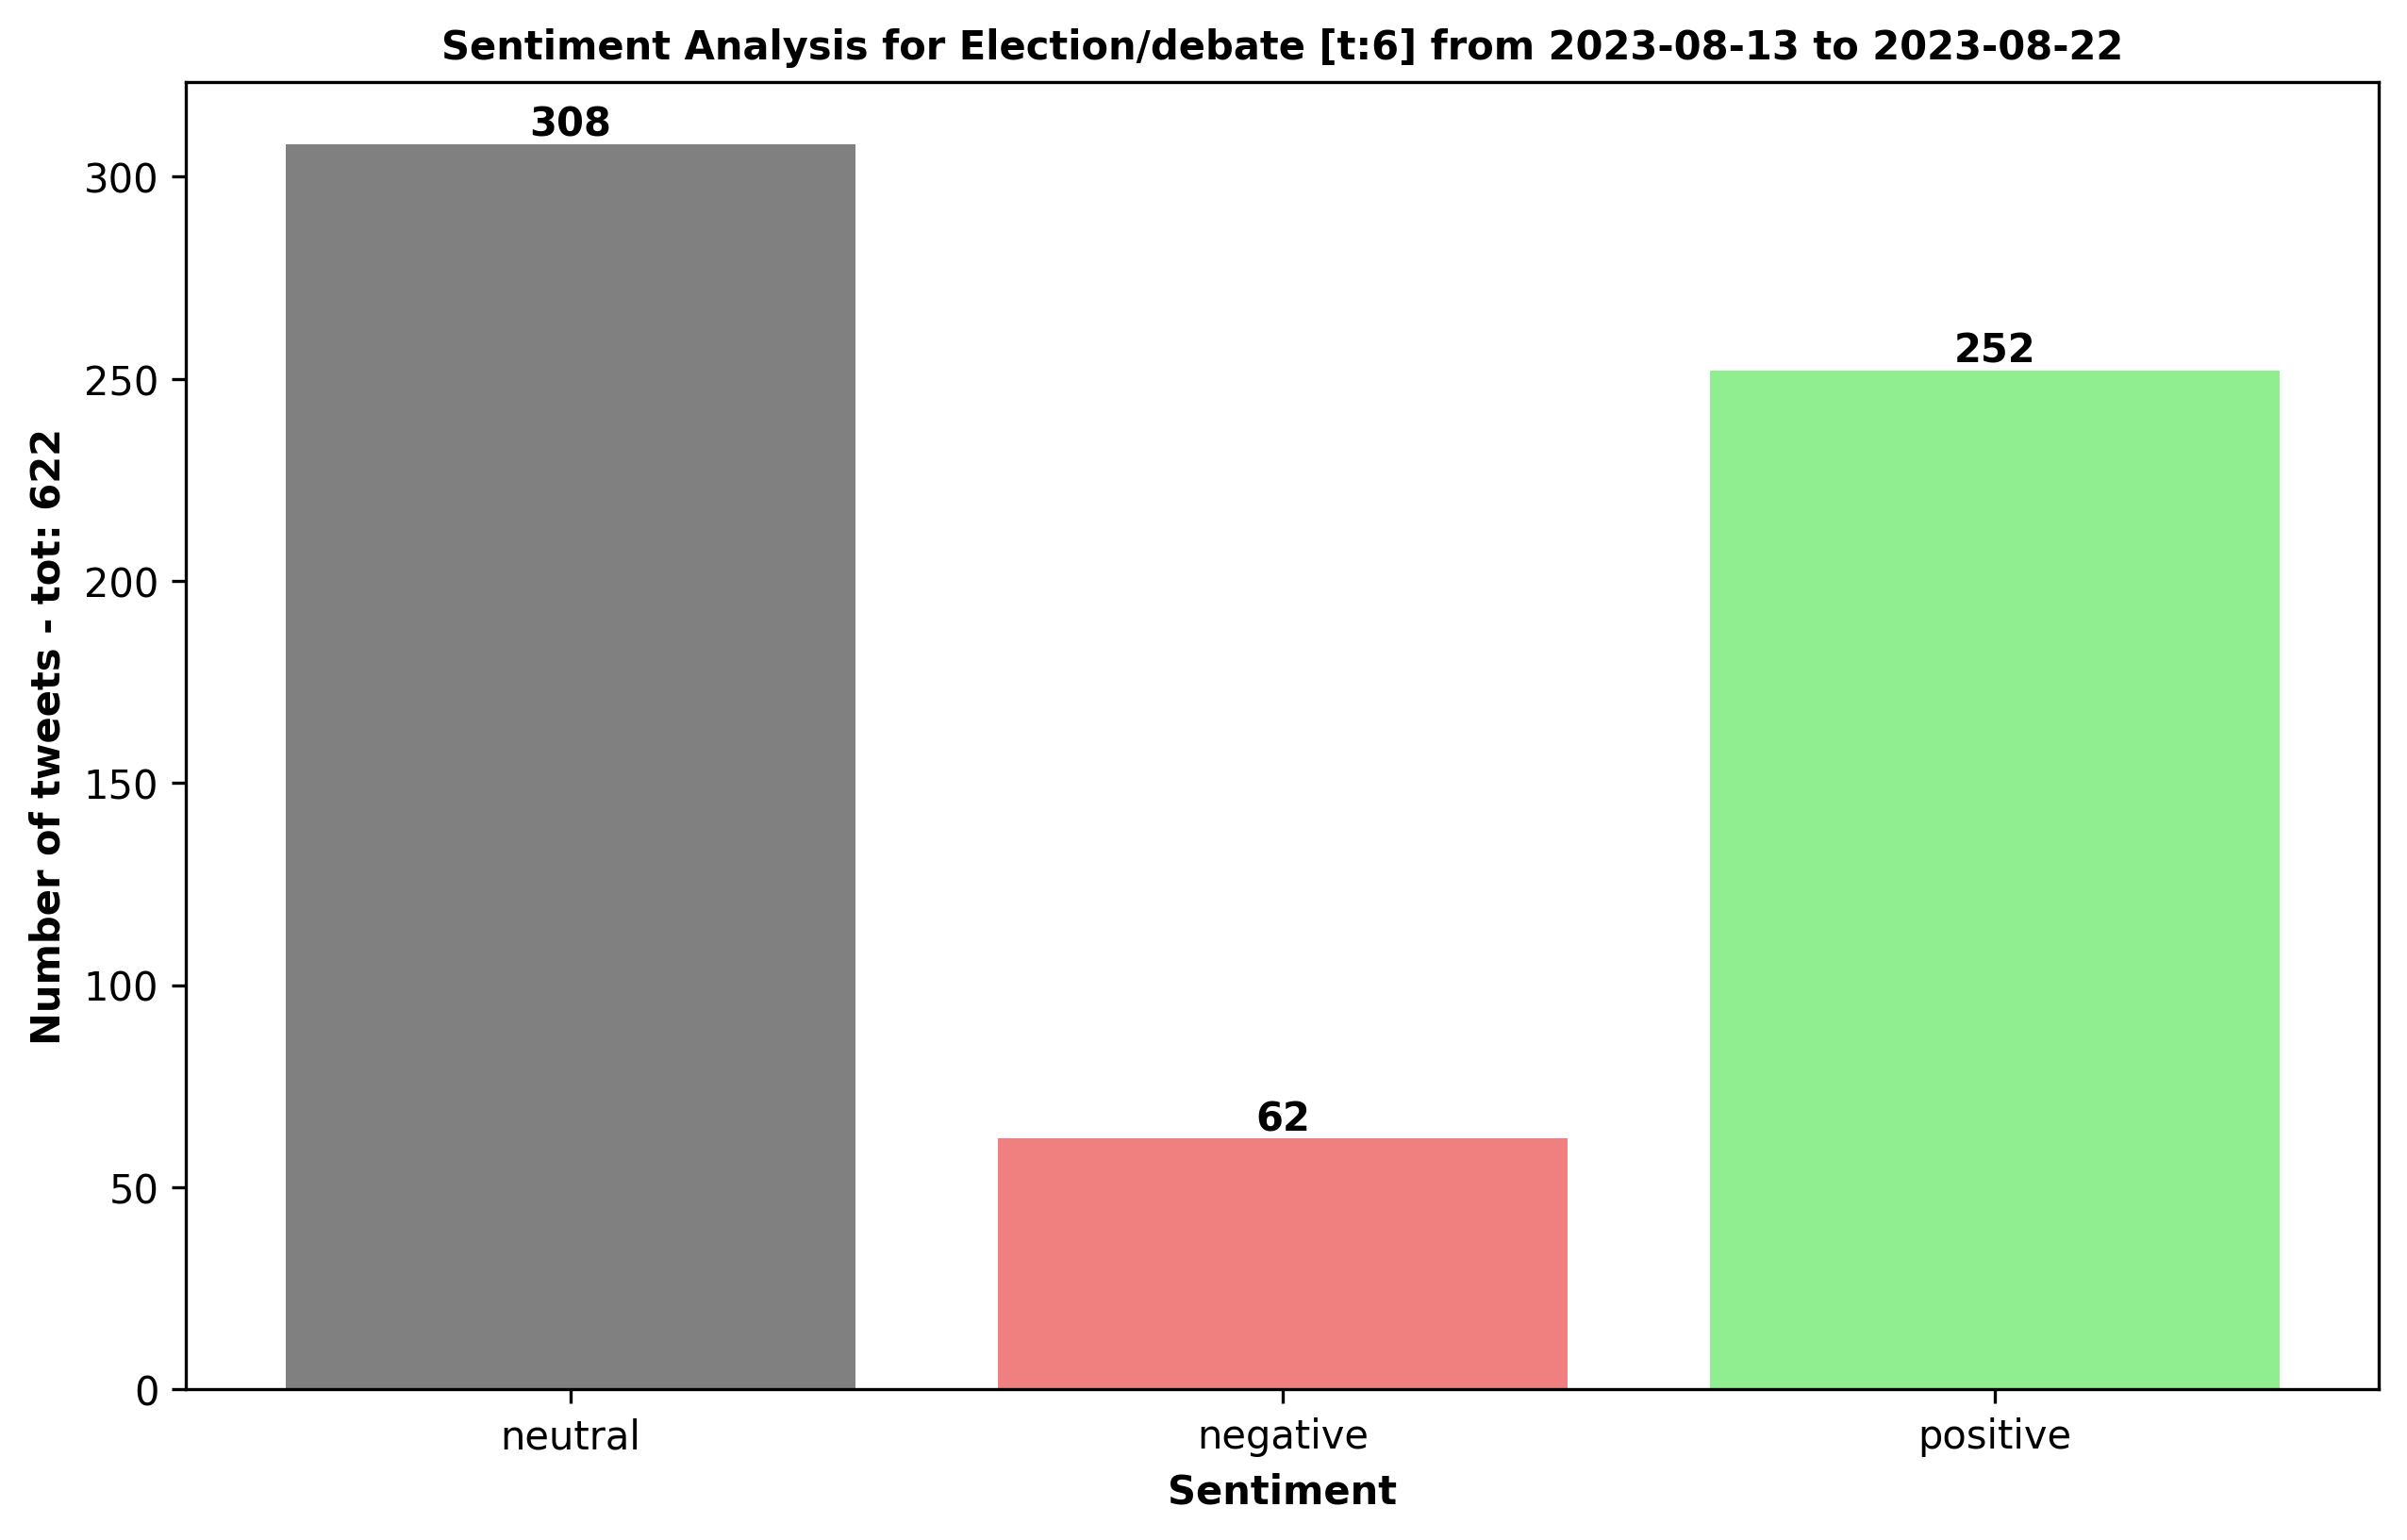 Sentiment Analysis for Election/debate [t:6] from 2023-08-13 to 2023-08-22
Number of tweets - tot: 622
300
250
200
150
100
50
0
308
62
252
neutral
negative
positive
Sentiment